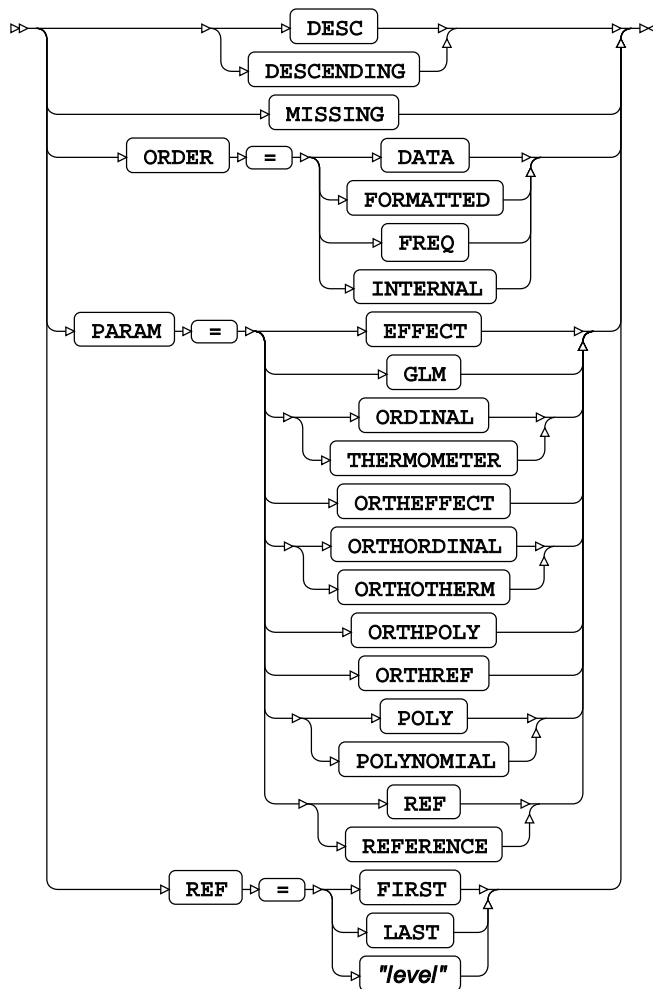 DESC
DESCENDING
MISSING
ORDER = DATA
FORMATTED
FREQ
INTERNAL
PARAM = EFFECT
GLM
ORDINAL
THERMOMETER
ORTHEFFECT
ORTHORDINAL
ORTHOTHERM
ORTHPOLY
ORTHREF
POLY
POLYNOMIAL
REF
REFERENCE
REF = FIRST
LAST
"level"